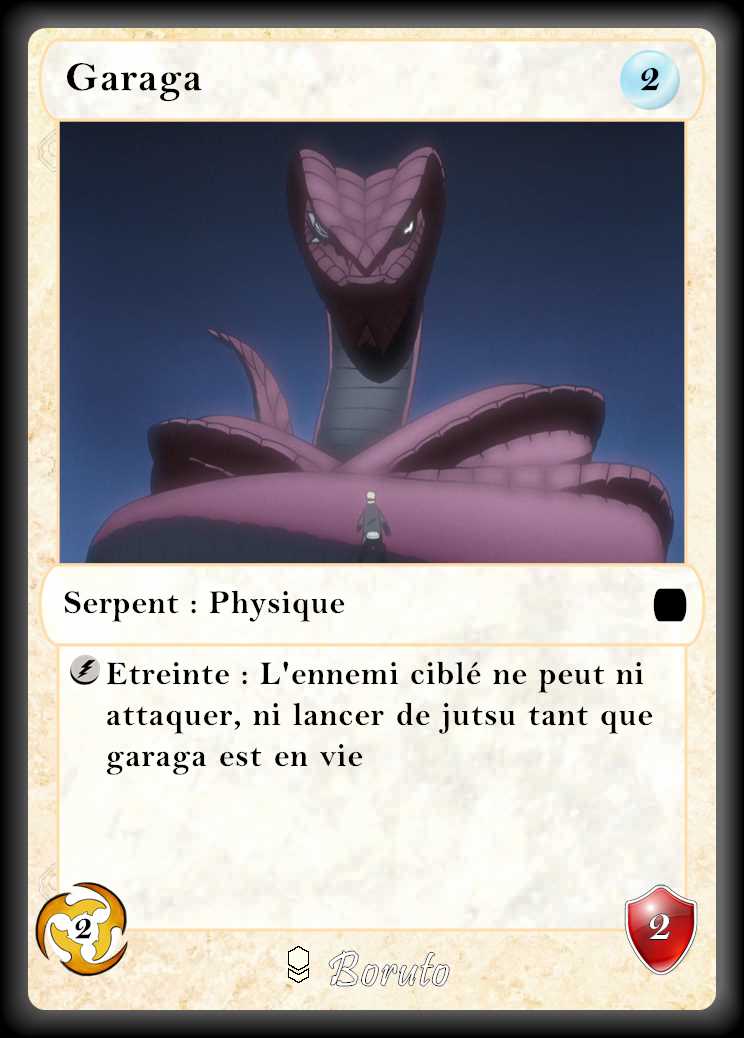 Garaga
2
Serpent : Physique
Etreinte : L'ennemi ciblé ne peut ni
attaquer, ni lancer de jutsu tant que
garaga est en vie
2
2
Boruto